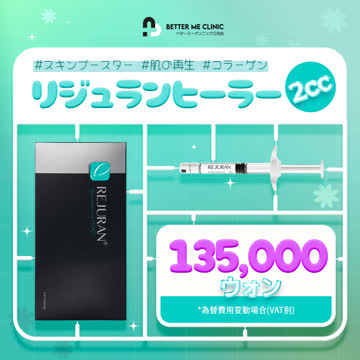 BETTER ME CLINIC
ベターミークリニック江南店
#スキンブースター #肌の再生 #コラーゲン
リジュランヒーラー 2cc
REJURAN®
135,000
ウォン
*為替費用変動場合(VAT別)